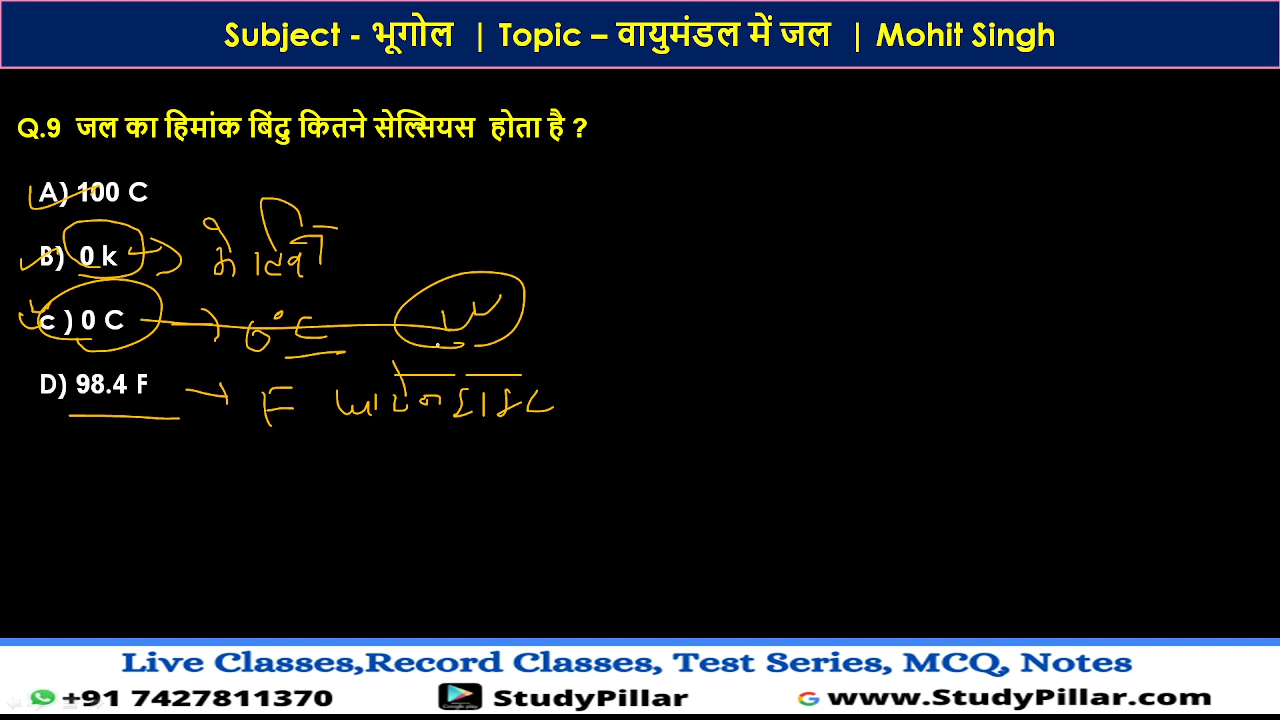 Subject - भूगोल | Topic – वायुमंडल में जल | Mohit Singh
Q.9 जल का हिमांक बिंदु कितने सेल्सियस होता है ?
A) 100 C
B) 0 k
c ) 0 C
0°C
D) 98.4 F
F
Live Classes,Record Classes, Test Series, MCQ, Notes
+91 7427811370 StudyPillar www.StudyPillar.com